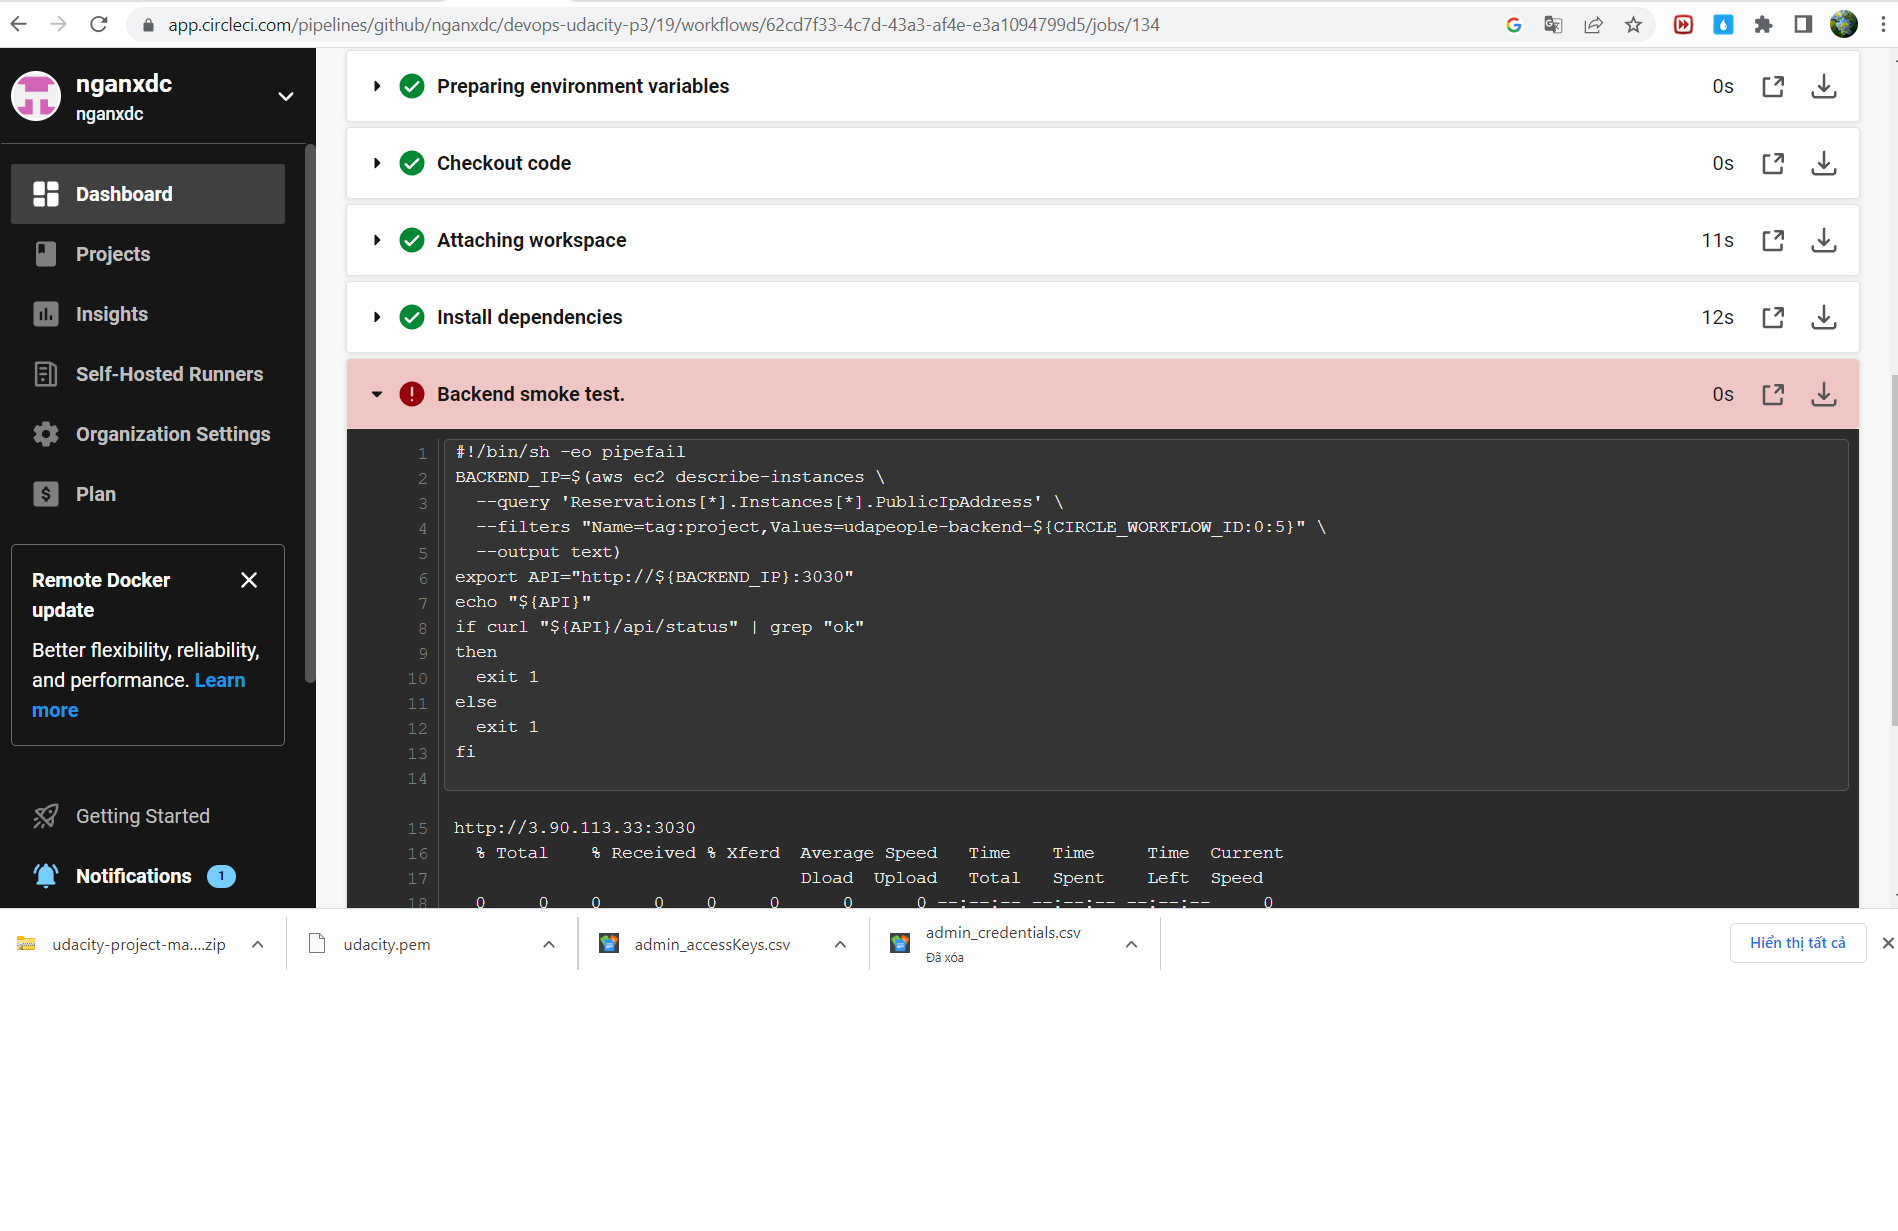 app.circleci.com/pipelines/github/nganxdc/devops-udacity-p3/19/workflows/62cd7f33-4c7d-43a3-af4e-e3a1094799d5/jobs/134
nganxdc
nganxdc
Dashboard
Projects
Insights
Self-Hosted Runners
Organization Settings
$ Plan
Remote Docker
update
Better flexibility, reliability,
and performance. Learn
more
Getting Started
Notifications 1
Preparing environment variables 0s
Checkout code 0s
Attaching workspace 11s
Install dependencies 12s
! Backend smoke test. 0s
1 #!/bin/sh -eo pipefail
2 BACKEND_IP=$(aws ec2 describe-instances \
3 --query 'Reservations[*].Instances[*].PublicIpAddress' \
4 --filters "Name=tag:project,Values=udapeople-backend-${CIRCLE_WORKFLOW_ID:0:5}" \
5 --output text)
6 export API="http://${BACKEND_IP}:3030"
7 echo "${API}"
8 if curl "${API}/api/status" | grep "ok"
9 then
10 exit 1
11 else
12 exit 1
13 fi
14
15 http://3.90.113.33:3030
16 % Total % Received % Xferd Average Speed Time Time Time Current
17 Dload Upload Total Spent Left Speed
18 0 0 0 0 0 0 0 0 --:--:-- --:--:-- --:--:-- 0
udacity-project-ma....zip
udacity.pem
admin_accessKeys.csv
admin_credentials.csv
Đã xóa
Hiển thị tất cả